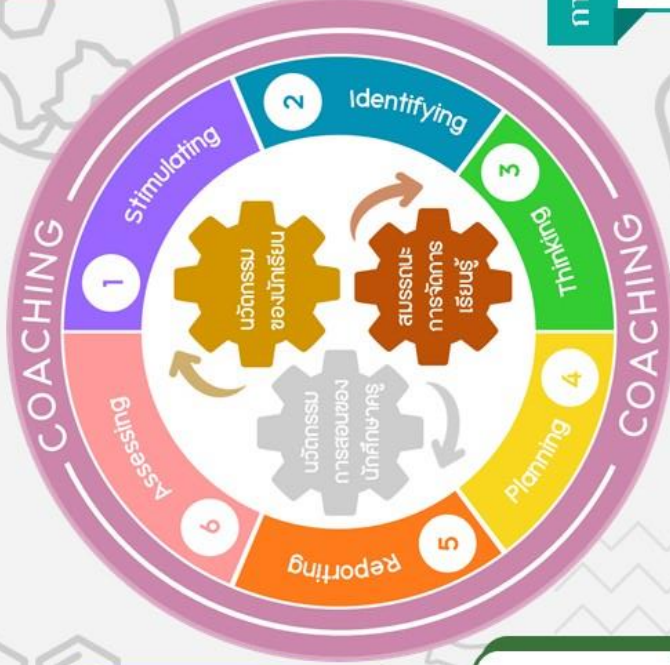 COACHING
1
Stimulating
2
Identifying
3
Thinking
4
Planning
5
Reporting
6
Assessing
COACHING
นวัตกรรม
ของนักเรียน
สมรรถนะ
การจัดการ
เรียนรู้
นวัตกรรม
การสอนของ
นักศึกษาครู
กา